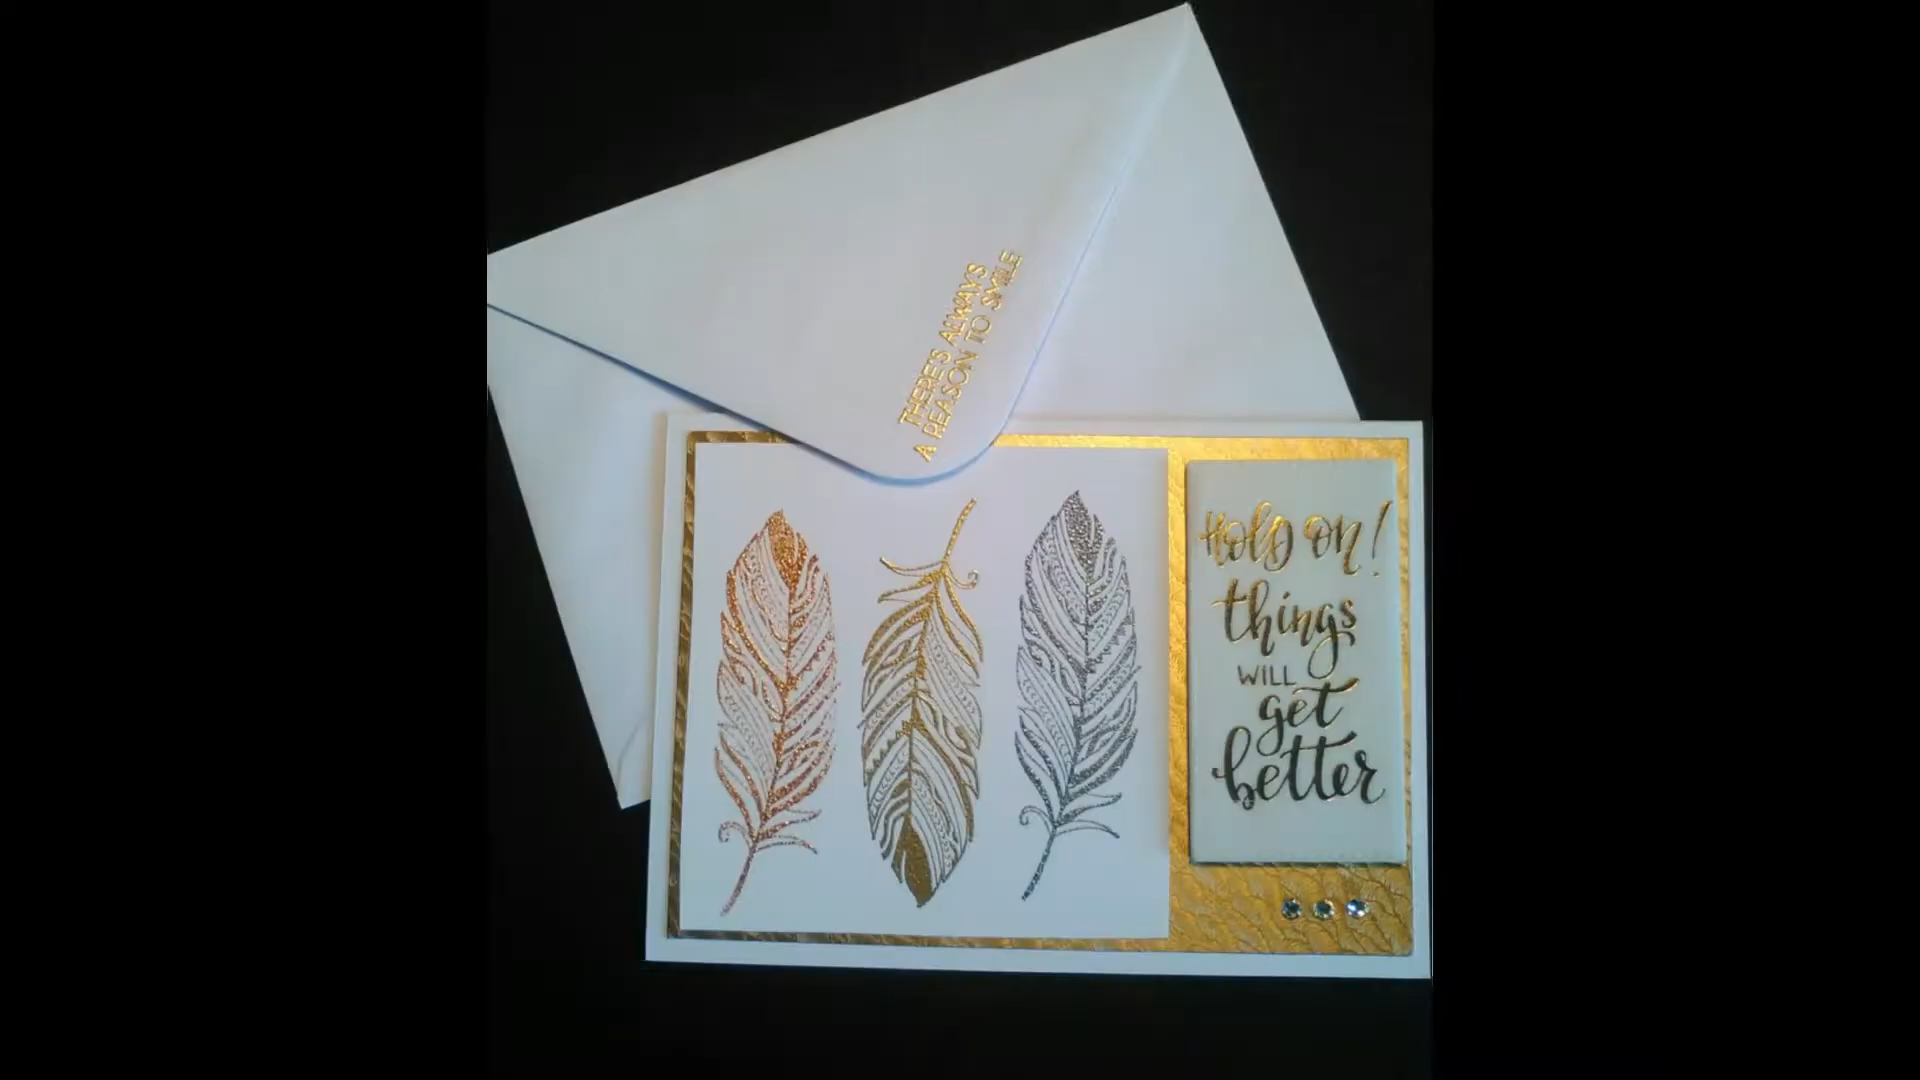 THERE'S ALWAYS
A REASON TO SMILE
Hold on!
things
WILL
get
better